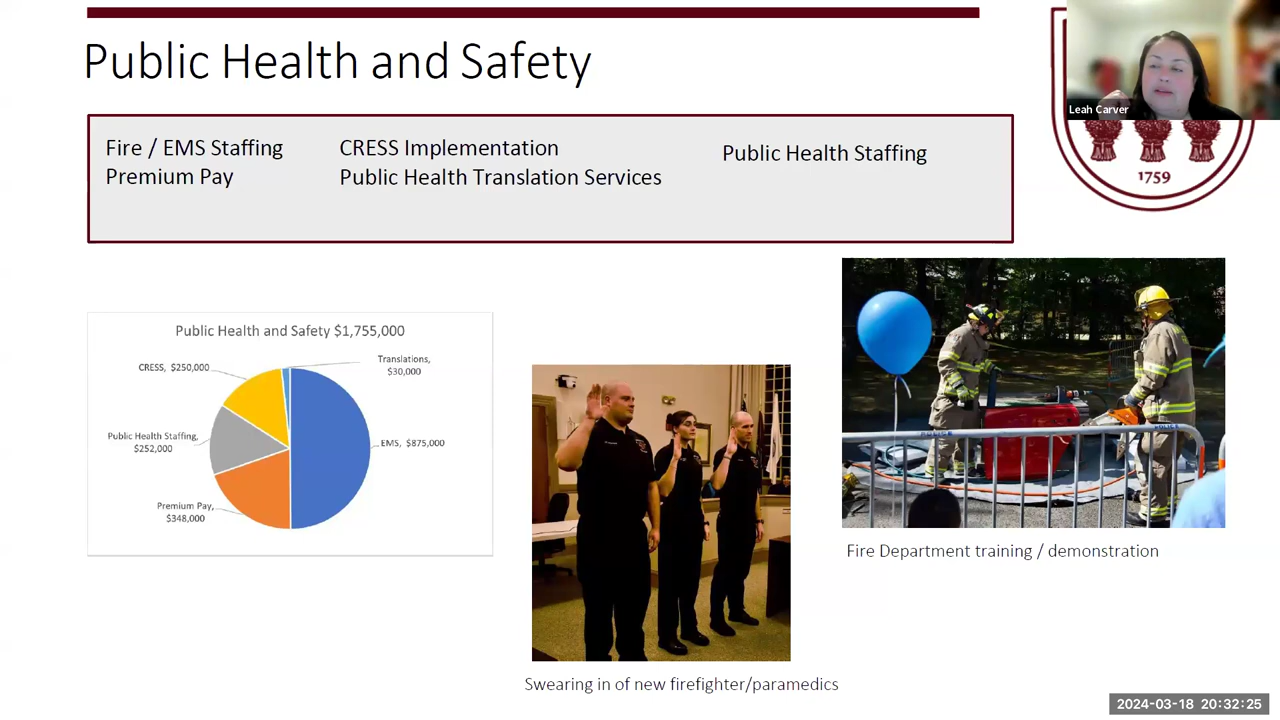 Public Health and Safety
Leah Carver
1759
Fire / EMS Staffing
Premium Pay
CRESS Implementation
Public Health Translation Services
Public Health Staffing
Public Health and Safety $1,755,000
CRESS, $250,000
Translations,
$30,000
Public Health Staffing,
$252,000
EMS, $875,000
Premium Pay,
$348,000
POLICE
POLICE
Fire Department training / demonstration
Swearing in of new firefighter/paramedics
2024-03-18 20:32:25